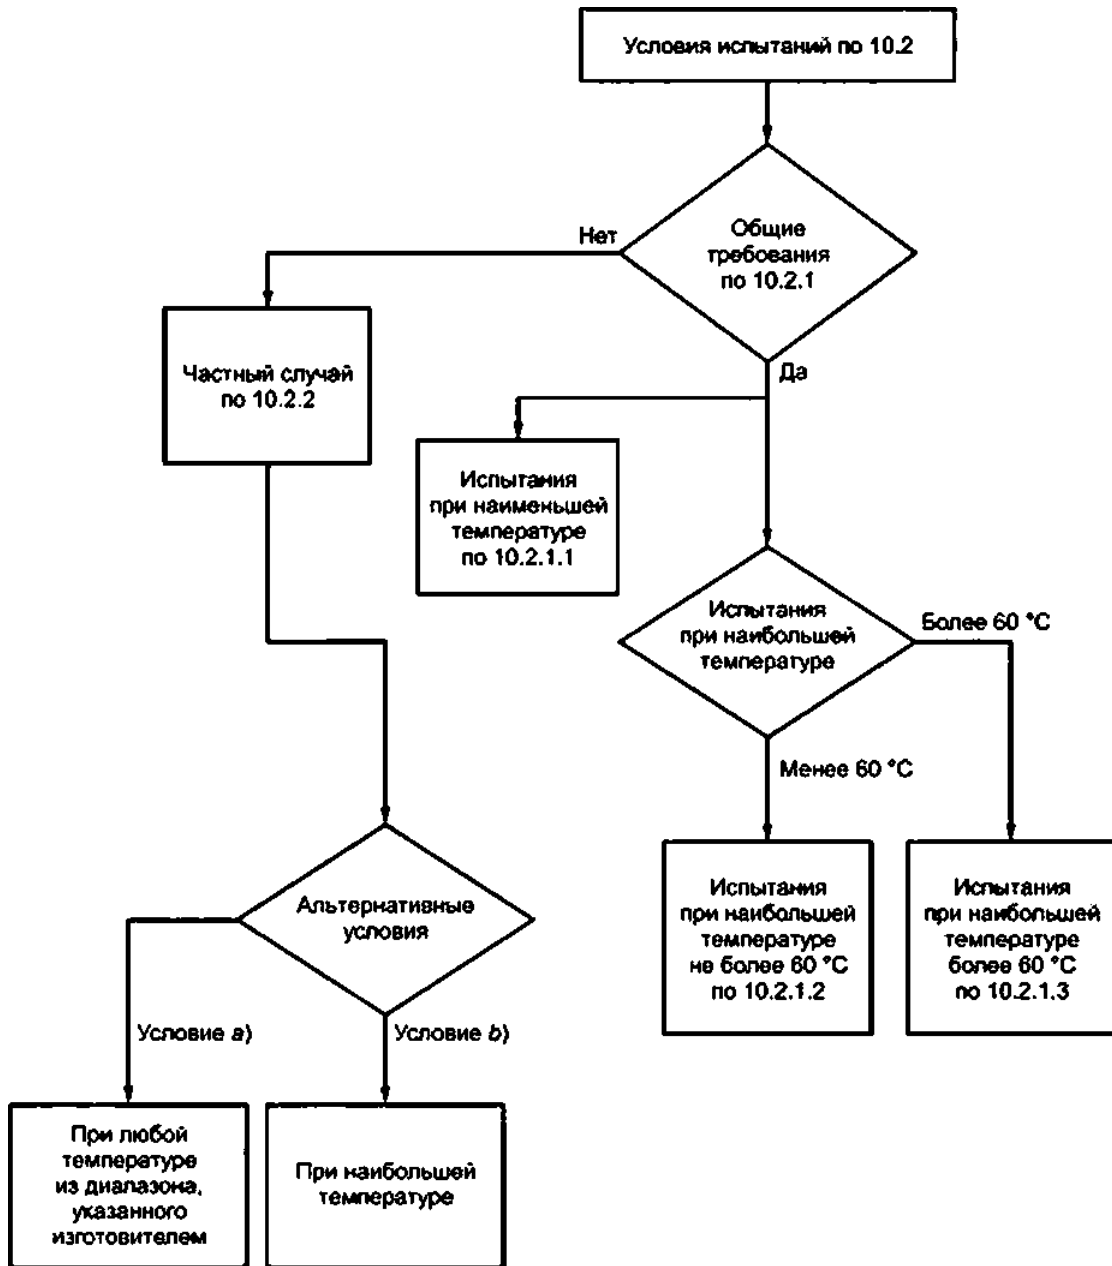 Условия испытаний по 10.2
Общие
требования
по 10.2.1
Нет
Да
Частный случай
по 10.2.2
Испытания
при наименьшей
температуре
по 10.2.1.1
Испытания
при наибольшей
температуре
Более 60 °C
Менее 60 °C
Испытания
при наибольшей
температуре
не более 60 °C
по 10.2.1.2
Испытания
при наибольшей
температуре
более 60 °C
по 10.2.1.3
Альтернативные
условия
Условие a)
Условие b)
При любой
температуре
из диапазона,
указанного
изготовителем
При наибольшей
температуре